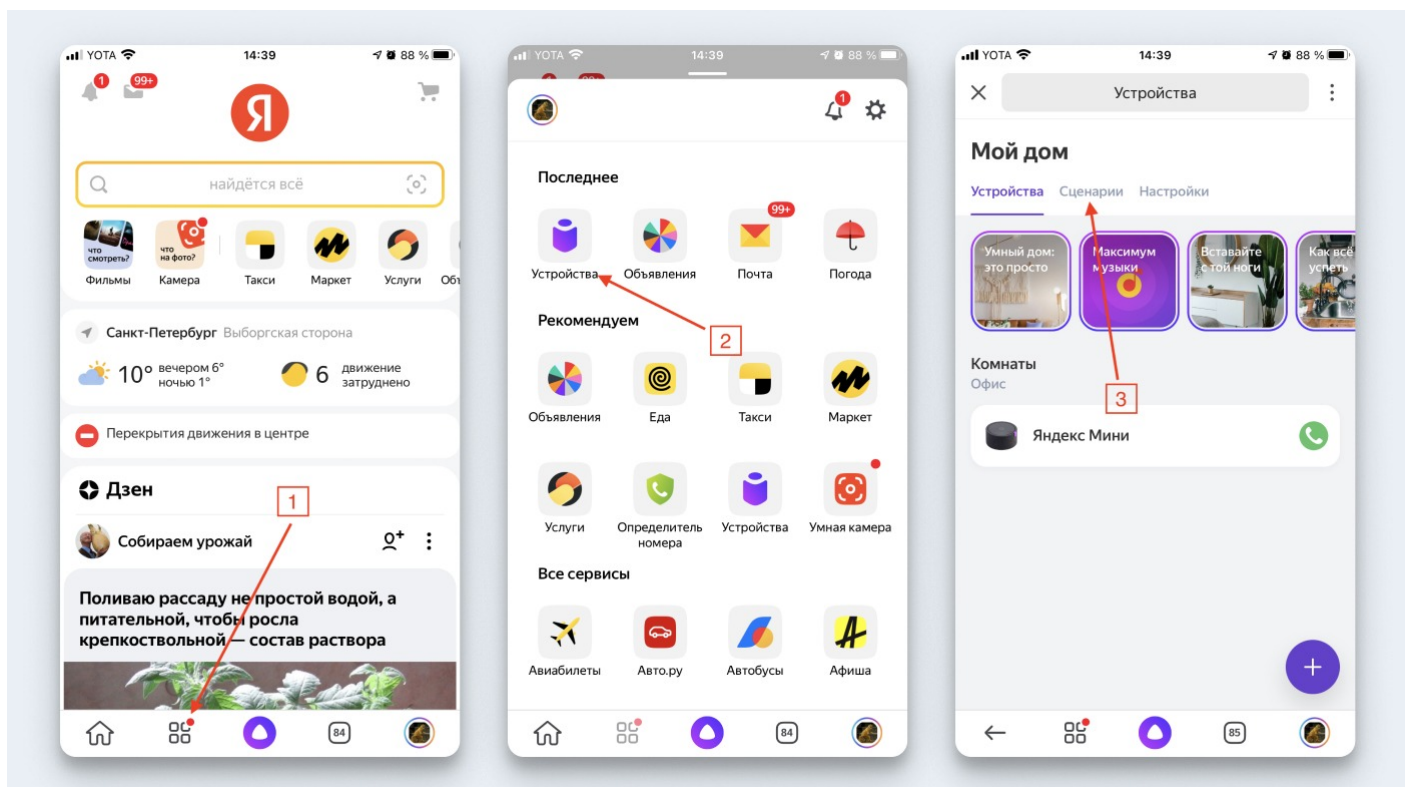 YOTA 14:39 88 %
1 99+
Я
найдётся всё
что смотреть?
что на фото?
Фильмы Камера Такси Маркет Услуги
Санкт-Петербург Выборгская сторона
10° вечером 6° ночью 1° 6 движение затруднено
Перекрытия движения в центре
Дзен
1
Собираем урожай
Поливаю рассаду не простой водой, а
питательной, чтобы росла
крепкоствольной — состав раствора
84
YOTA 14:39 88 %
99+
1
Последнее
99+
Устройства Объявления Почта Погода
Рекомендуем
2
Объявления Еда Такси Маркет
Услуги Определитель номера Устройства Умная камера
Все сервисы
Авиабилеты Авто.ру Автобусы Афиша
84
YOTA 14:39 88 %
Устройства
Мой дом
Устройства Сценарии Настройки
Умный дом: это просто
Максимум музыки
Вставайте с той ноги
Как всё успеть
Комнаты
Офис
3
Яндекс Мини
+
85